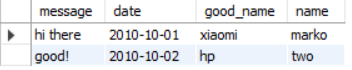 message date good_name name
hi there 2010-10-01 xiaomi marko
good! 2010-10-02 hp two